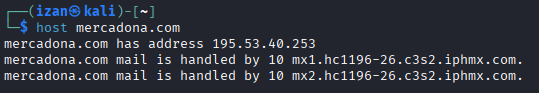 ┌──(izan㉿kali)-[~]
└─$ host mercadona.com
mercadona.com has address 195.53.40.253
mercadona.com mail is handled by 10 mx1.hc1196-26.c3s2.iphmx.com.
mercadona.com mail is handled by 10 mx2.hc1196-26.c3s2.iphmx.com.